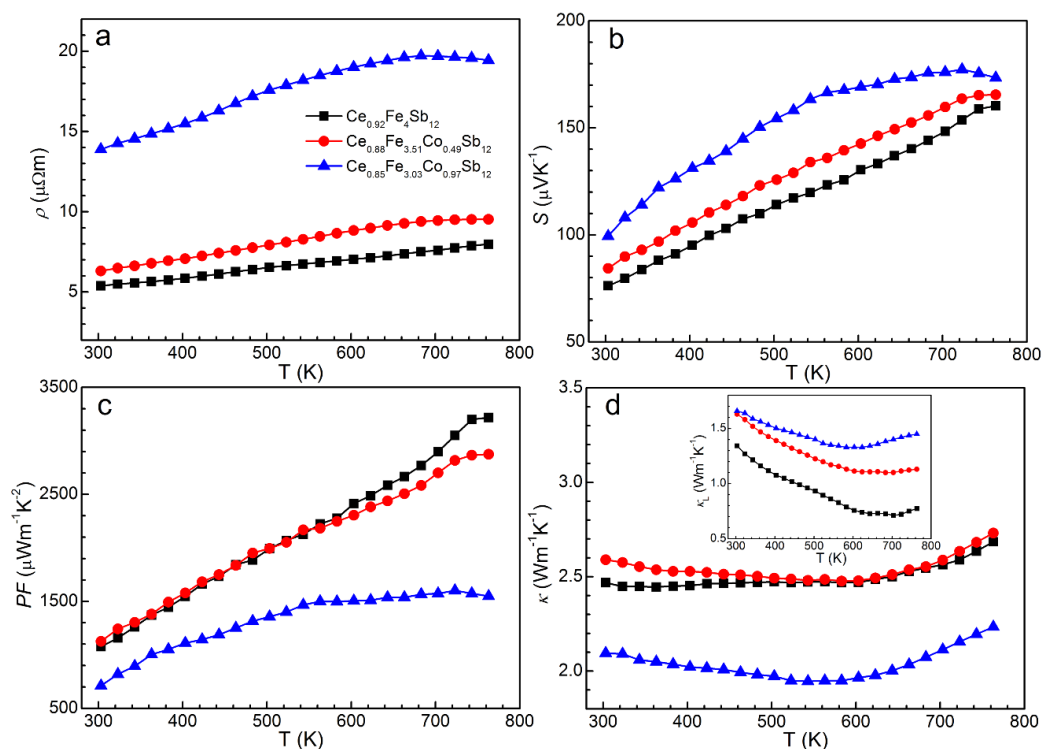 a
20
15
10
5
ρ (μΩm)
Ce0.92Fe4Sb12
Ce0.88Fe3.51Co0.49Sb12
Ce0.85Fe3.03Co0.97Sb12
300 400 500 600 700 800
T (K)
b
200
150
100
50
S (μVK-1)
300 400 500 600 700 800
T (K)
c
3500
2500
1500
500
PF (μWm-1K-2)
300 400 500 600 700 800
T (K)
d
3.5
3.0
2.5
2.0
κ (Wm-1K-1)
300 400 500 600 700 800
T (K)
1.5
1.0
0.5
κL (Wm-1K-1)
300 400 500 600 700 800
T (K)